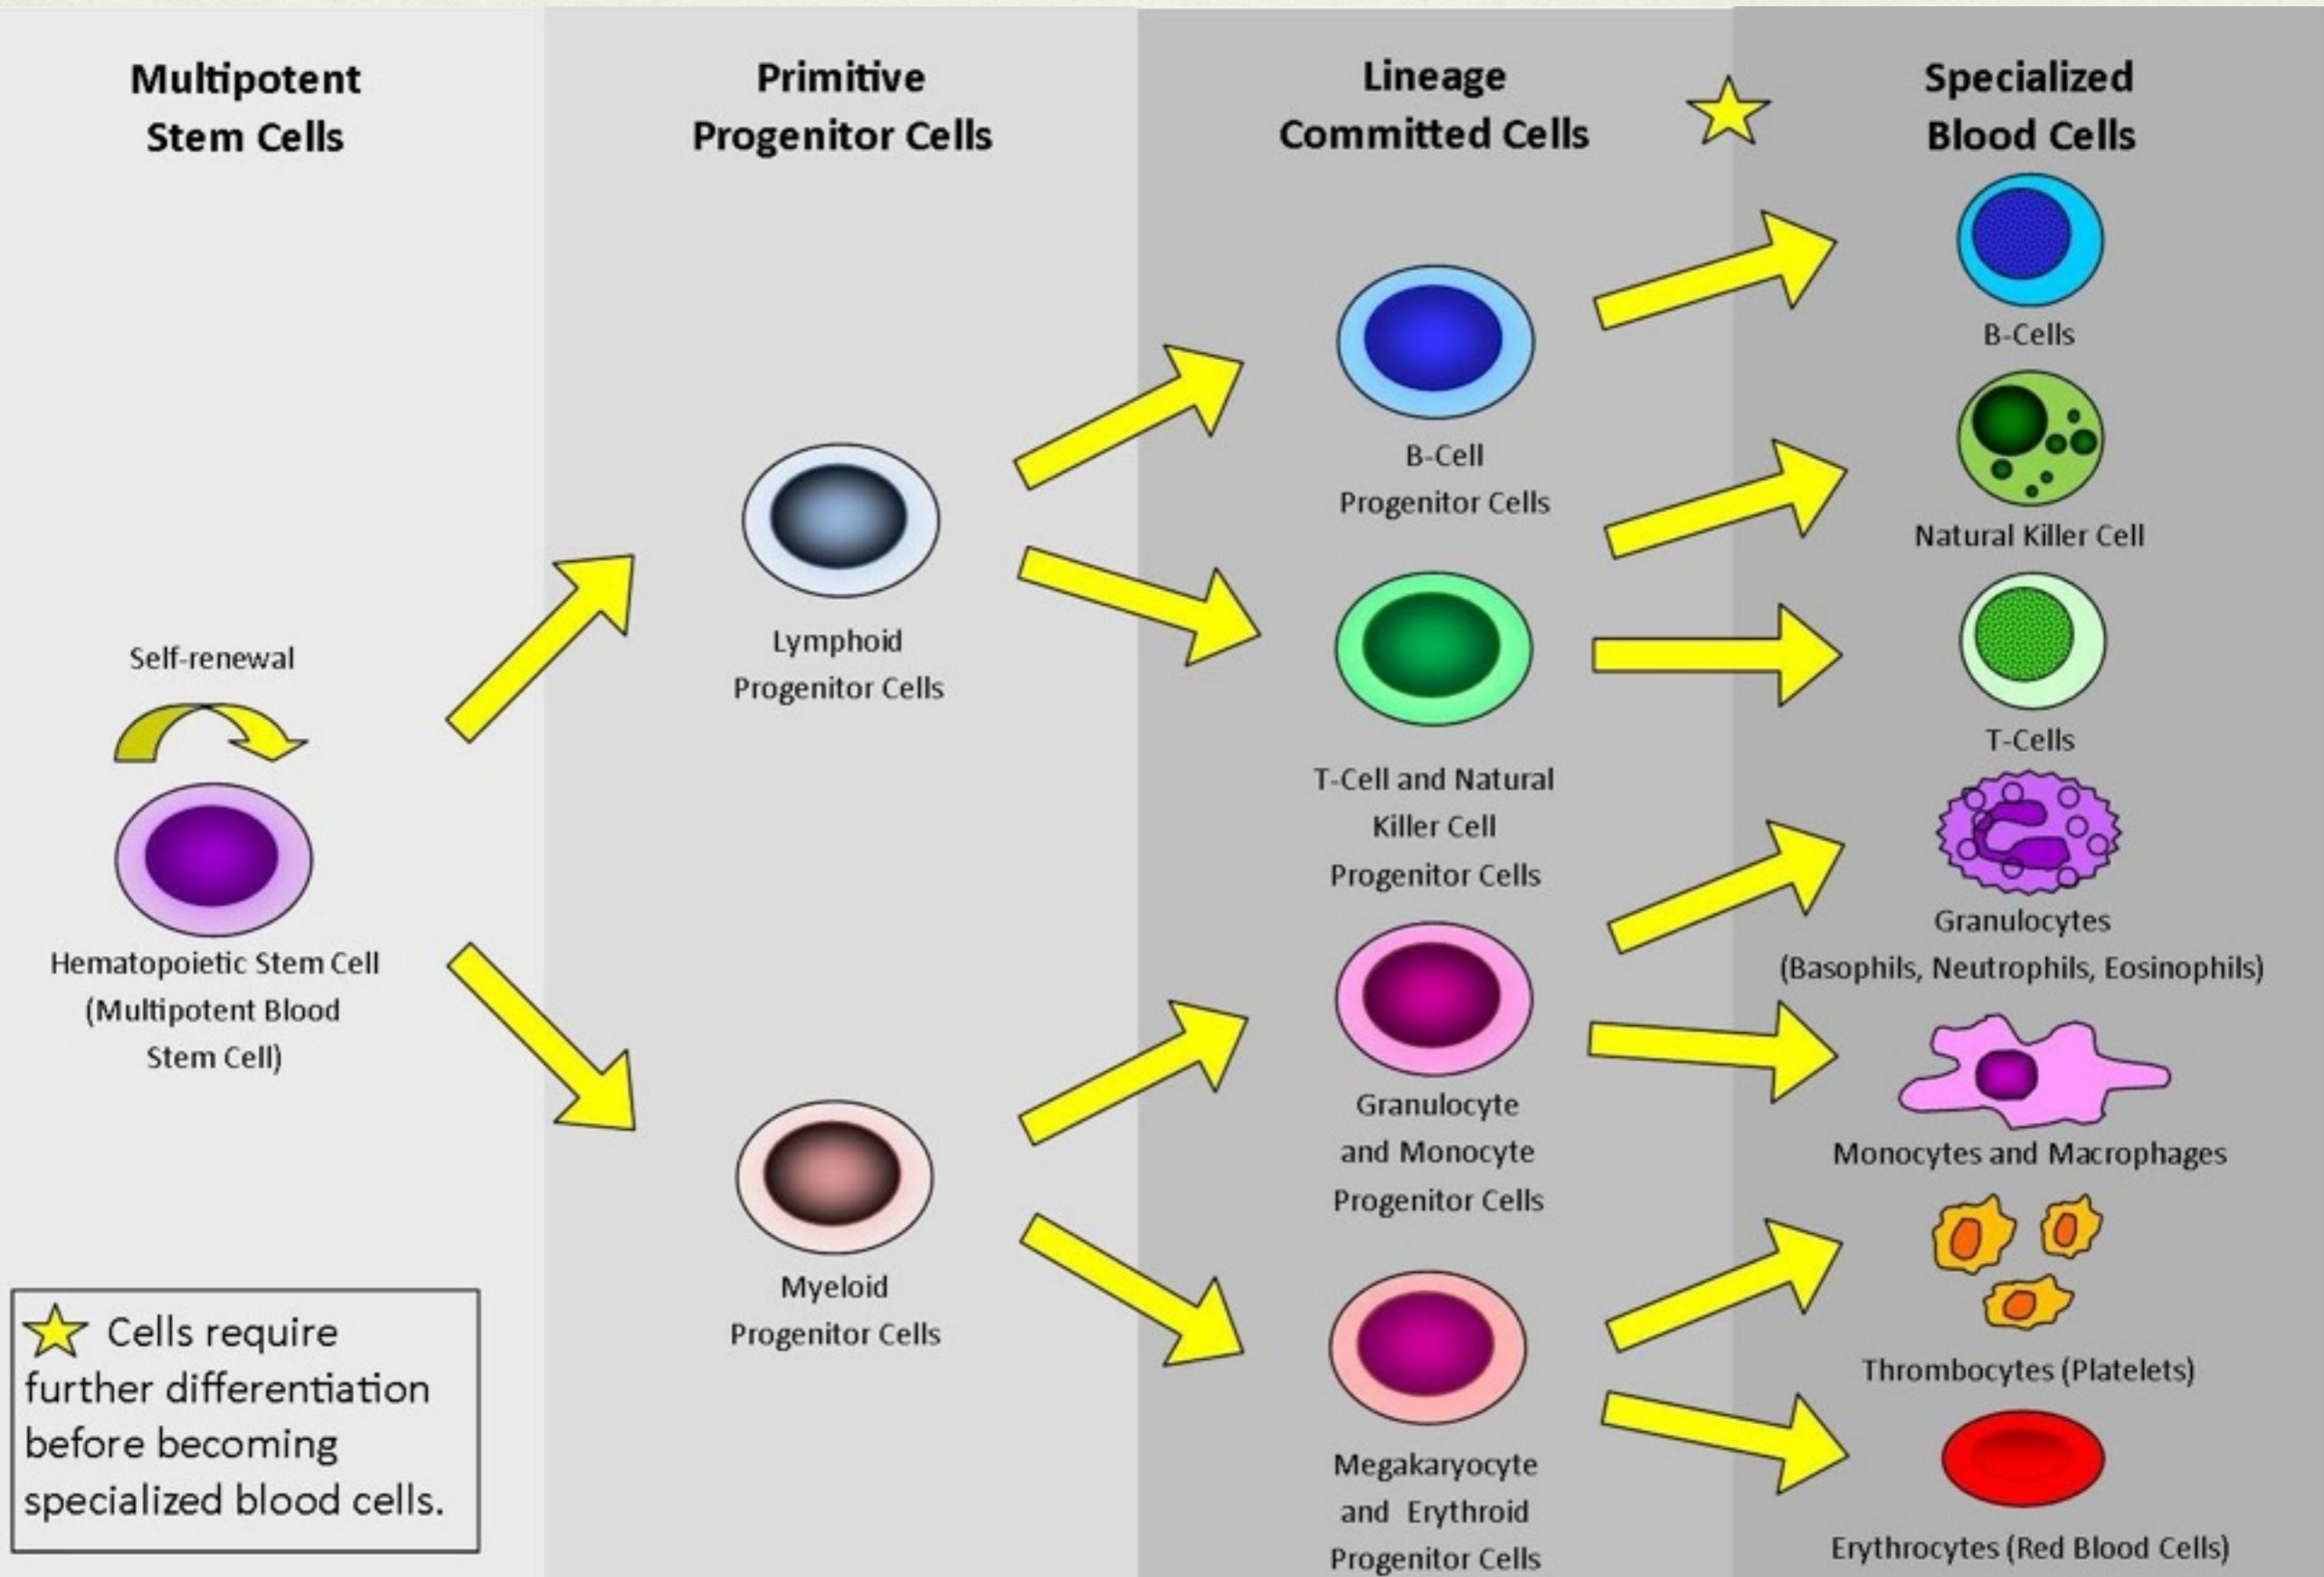 Multipotent
Stem Cells
Primitive
Progenitor Cells
Lineage
Committed Cells
Specialized
Blood Cells
Self-renewal
Hematopoietic Stem Cell
(Multipotent Blood
Stem Cell)
Lymphoid
Progenitor Cells
Myeloid
Progenitor Cells
B-Cell
Progenitor Cells
T-Cell and Natural
Killer Cell
Progenitor Cells
Granulocyte
and Monocyte
Progenitor Cells
Megakaryocyte
and Erythroid
Progenitor Cells
B-Cells
Natural Killer Cell
T-Cells
Granulocytes
(Basophils, Neutrophils, Eosinophils)
Monocytes and Macrophages
Thrombocytes (Platelets)
Erythrocytes (Red Blood Cells)
Cells require
further differentiation
before becoming
specialized blood cells.